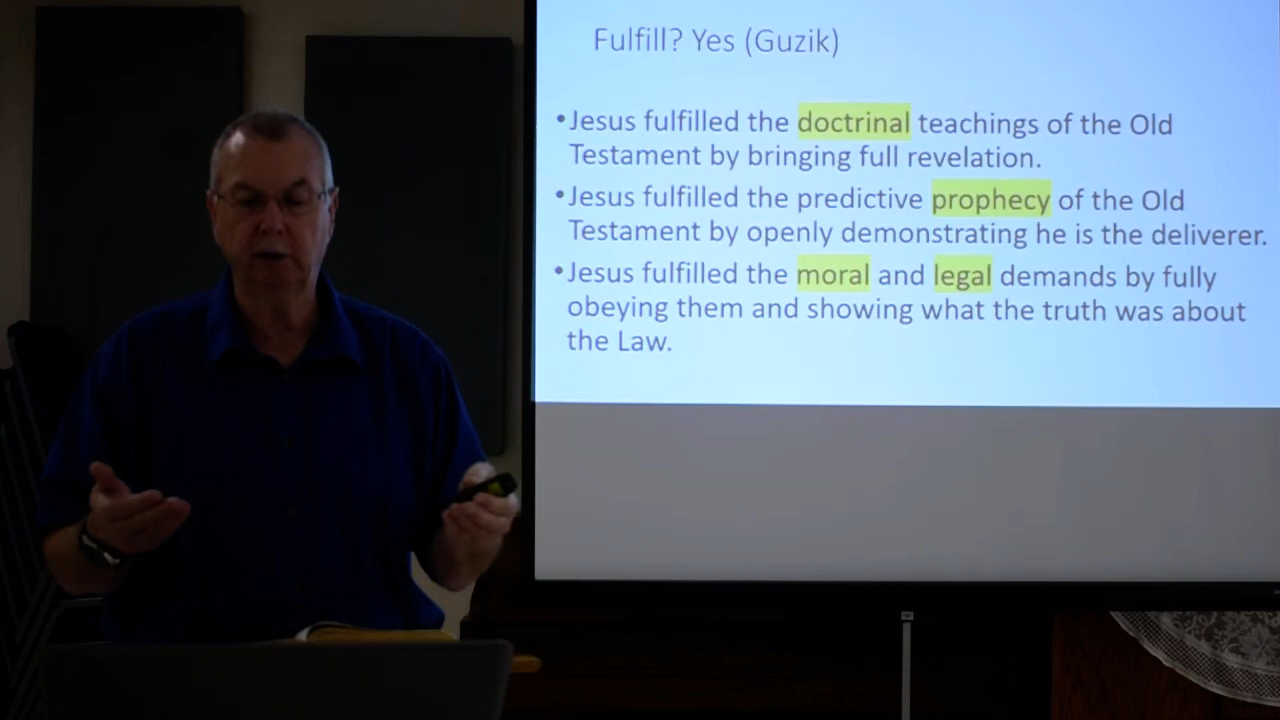 Fulfill? Yes (Guzik)
•Jesus fulfilled the doctrinal teachings of the Old
Testament by bringing full revelation.
•Jesus fulfilled the predictive prophecy of the Old
Testament by openly demonstrating he is the deliverer.
•Jesus fulfilled the moral and legal demands by fully
obeying them and showing what the truth was about
the Law.